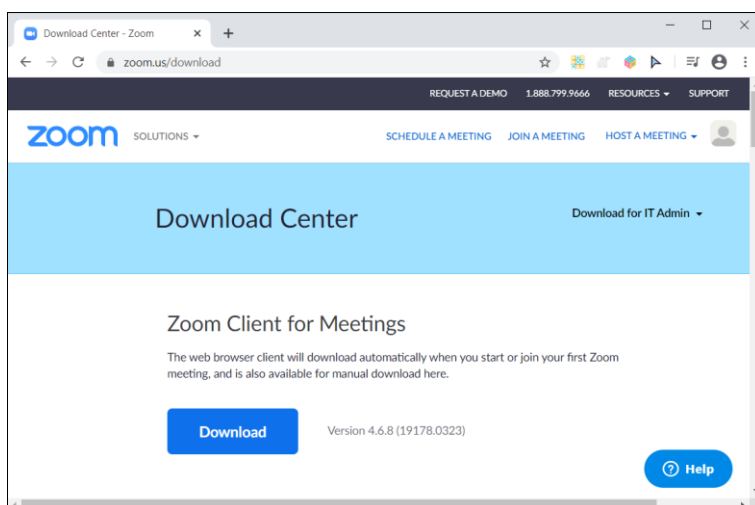 Download Center - Zoom
zoom.us/download
REQUEST A DEMO 1.888.799.9666 RESOURCES SUPPORT
zoom SOLUTIONS SCHEDULE A MEETING JOIN A MEETING HOST A MEETING
Download Center Download for IT Admin
Zoom Client for Meetings
The web browser client will download automatically when you start or join your first Zoom
meeting, and is also available for manual download here.
Download Version 4.6.8 (19178.0323)
? Help